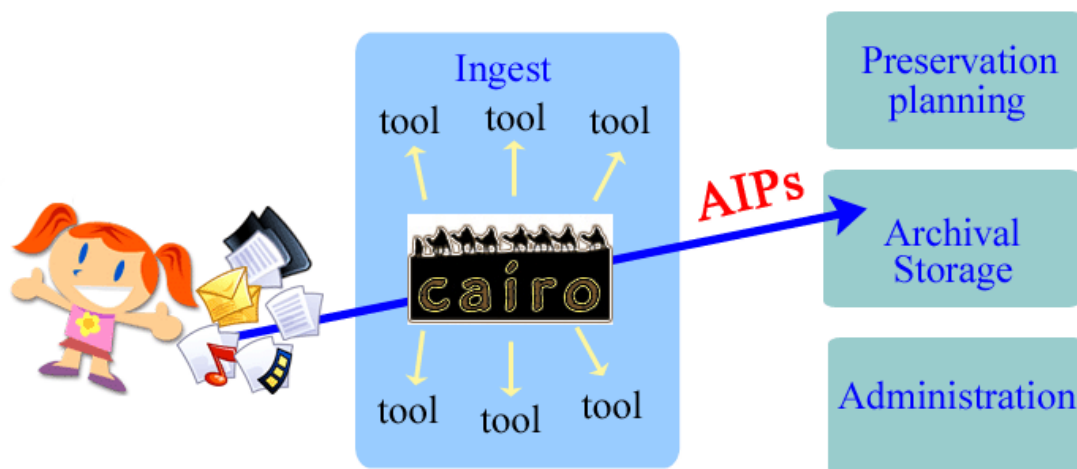 Ingest
tool
tool
tool
cairo
tool
tool
tool
AIPs
Preservation
planning
Archival
Storage
Administration